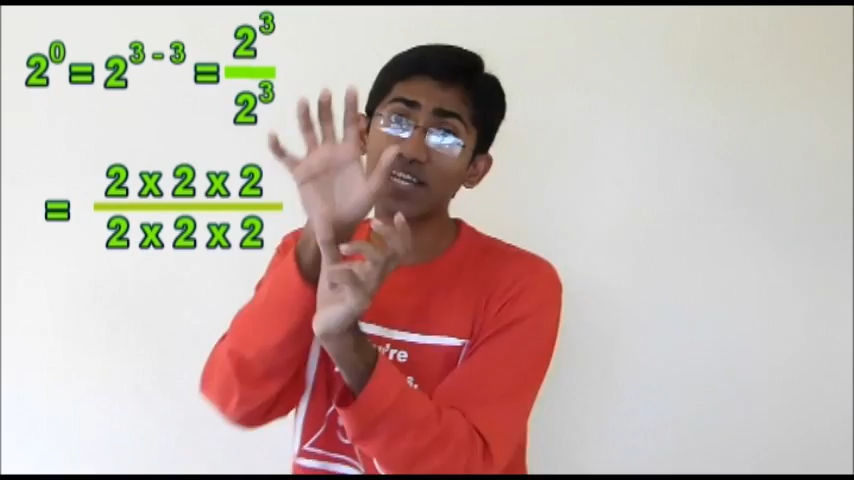 2⁰ = 2³⁻³ = 2³/2³
= 2 x 2 x 2 / 2 x 2 x 2
're